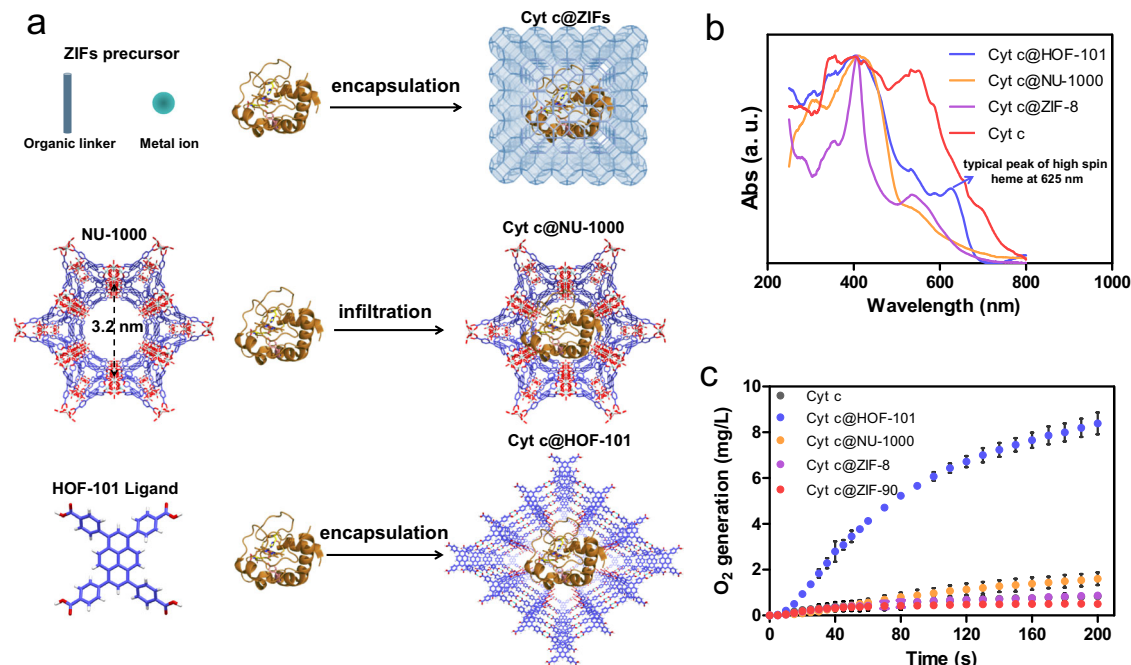 a
ZIFs precursor
Organic linker
Metal ion
encapsulation
Cyt c@ZIFs
NU-1000
3.2 nm
infiltration
Cyt c@NU-1000
HOF-101 Ligand
encapsulation
Cyt c@HOF-101
b
Abs (a. u.)
Cyt c@HOF-101
Cyt c@NU-1000
Cyt c@ZIF-8
Cyt c
typical peak of high spin
heme at 625 nm
200 400 600 800 1000
Wavelength (nm)
c
O₂ generation (mg/L)
10
8
6
4
2
0
Cyt c
Cyt c@HOF-101
Cyt c@NU-1000
Cyt c@ZIF-8
Cyt c@ZIF-90
0 40 80 120 160 200
Time (s)